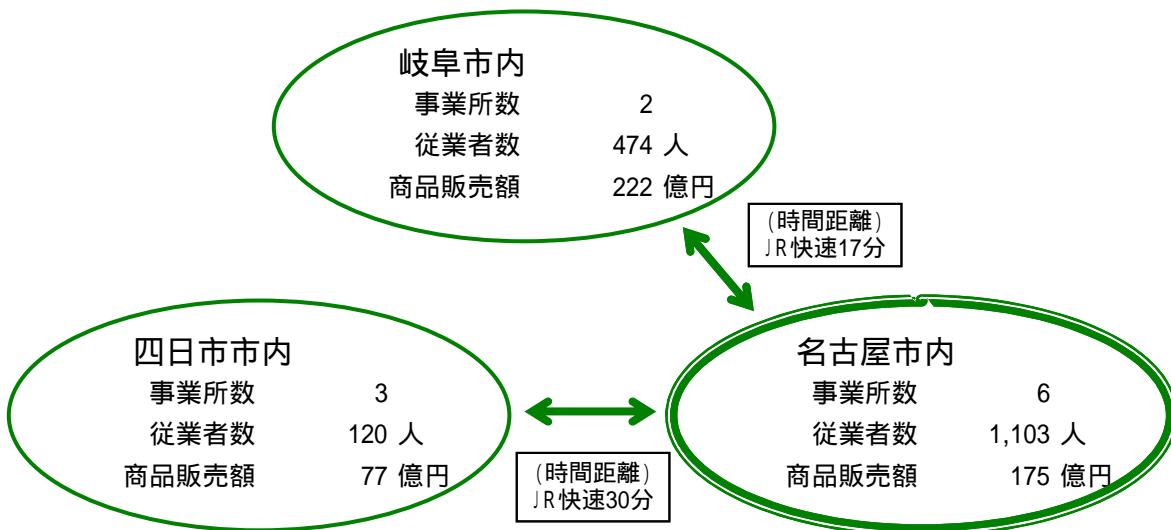 岐阜市内
事業所数 2
従業者数 474 人
商品販売額 222 億円
(時間距離)
JR快速17分
四日市市内
事業所数 3
従業者数 120 人
商品販売額 77 億円
(時間距離)
JR快速30分
名古屋市内
事業所数 6
従業者数 1,103 人
商品販売額 175 億円